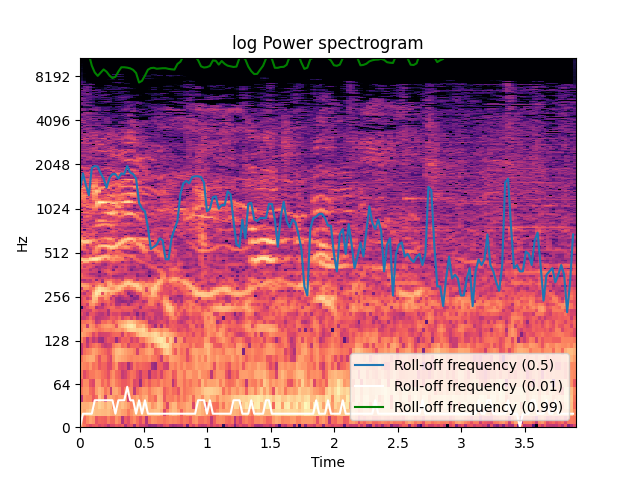 log Power spectrogram
8192
4096
2048
1024
512
256
128
64
0
Hz
Roll-off frequency (0.5)
Roll-off frequency (0.01)
Roll-off frequency (0.99)
0 0.5 1 1.5 2 2.5 3 3.5
Time